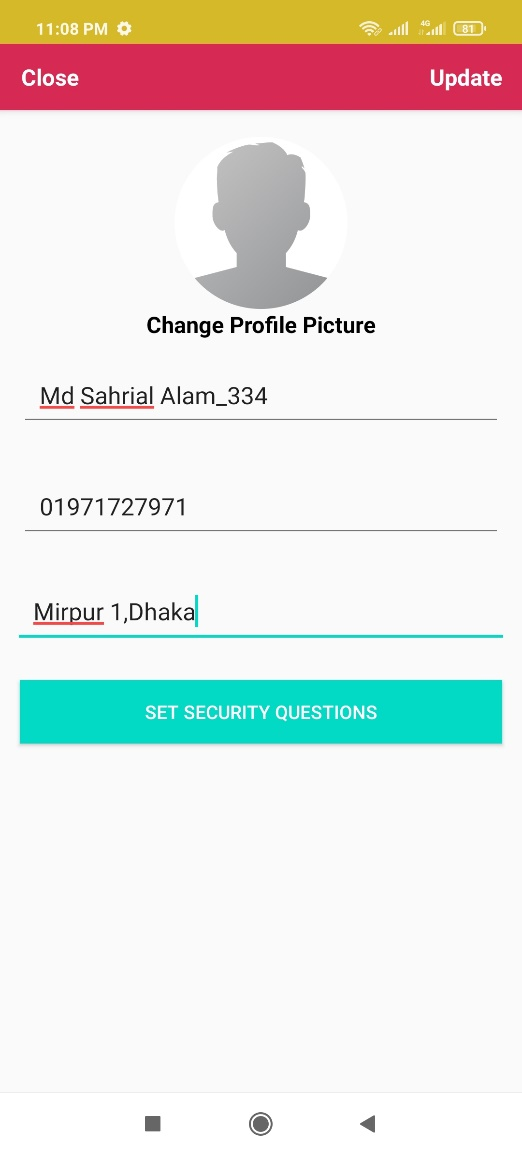 11:08 PM
4G
81
Close
Update
Change Profile Picture
Md Sahrial Alam_334
01971727971
Mirpur 1,Dhaka
SET SECURITY QUESTIONS